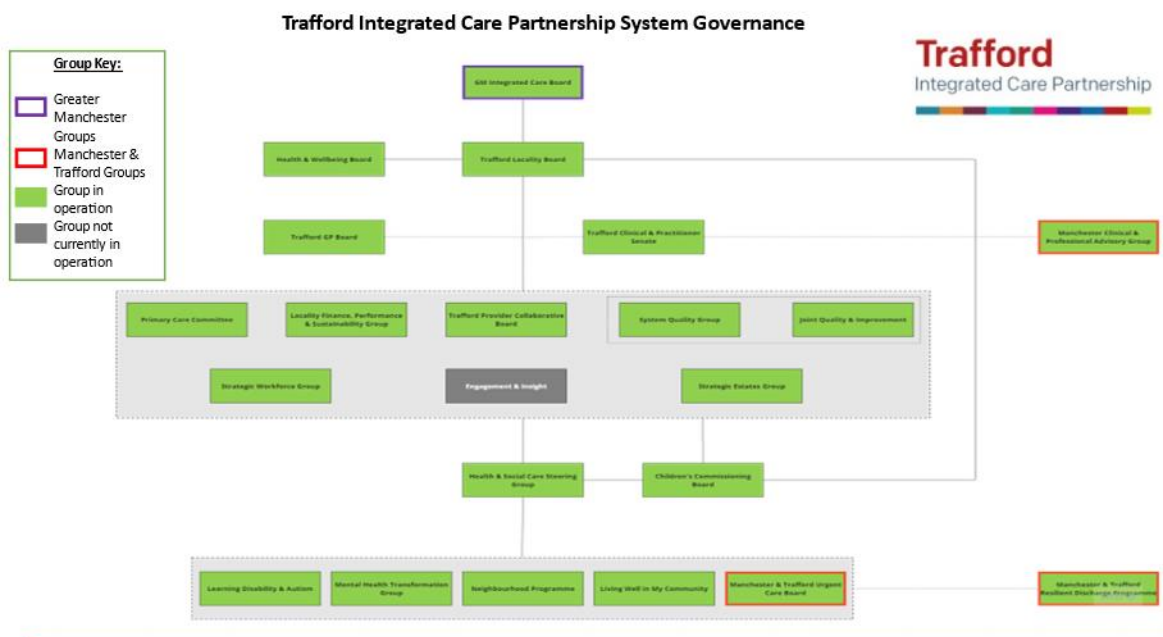 Trafford Integrated Care Partnership System Governance
Trafford
Integrated Care Partnership
Group Key:
Greater
Manchester
Groups
Manchester &
Trafford Groups
Group in
operation
Group not
currently in
operation
GM Integrated Care Board
Health & Wellbeing Board
Trafford Locality Board
Trafford GP Board
Trafford Clinical & Practitioner
Senate
Manchester Clinical &
Professional Advisory Group
Primary Care Committee
Locality Finance, Performance
& Sustainability Group
Trafford Provider Collaborative
Board
System Quality Group
Joint Quality & Improvement
Strategic Workforce Group
Engagement & Insight
Strategic Estates Group
Health & Social Care Steering
Group
Children's Commissioning
Board
Learning Disability & Autism
Mental Health Transformation
Group
Neighbourhood Programme
Living Well in My Community
Manchester & Trafford Urgent
Care Board
Manchester & Trafford
Resilient Discharge Programme